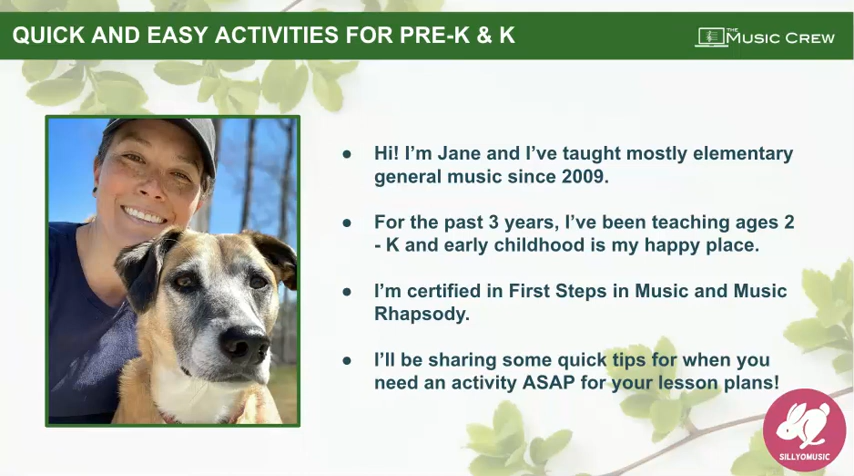 QUICK AND EASY ACTIVITIES FOR PRE-K & K
THE
MUSIC CREW
● Hi! I'm Jane and I've taught mostly elementary
general music since 2009.
● For the past 3 years, I've been teaching ages 2
- K and early childhood is my happy place.
● I'm certified in First Steps in Music and Music
Rhapsody.
● I'll be sharing some quick tips for when you
need an activity ASAP for your lesson plans!
SILLYOMUSIC